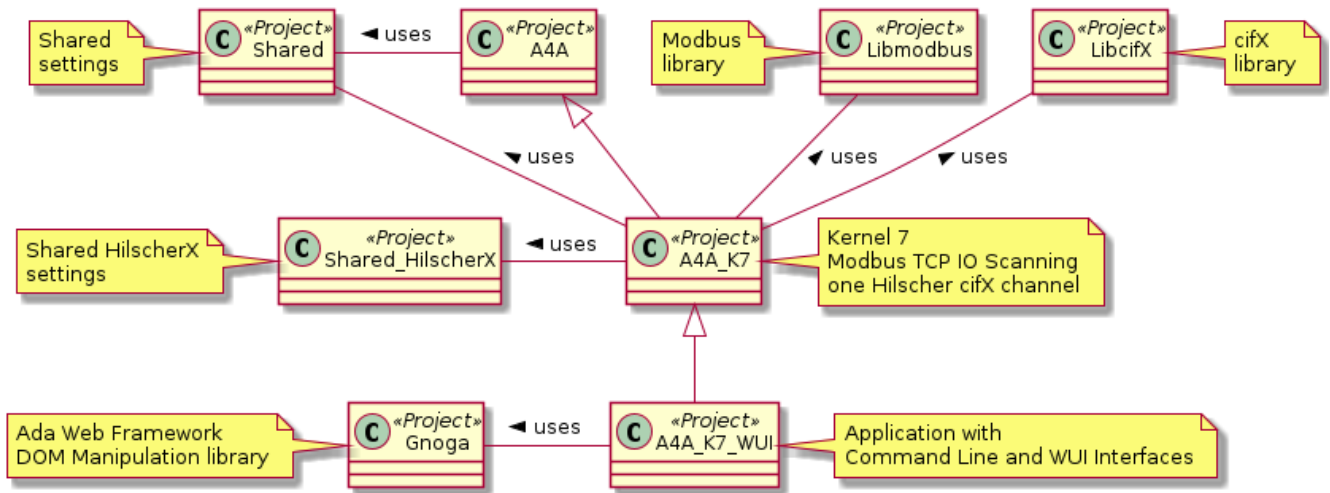 Shared
settings
C
«Project»
Shared
◄ uses
C
«Project»
A4A
Modbus
library
C
«Project»
Libmodbus
C
«Project»
LibcifX
cifX
library
uses
uses
uses
Shared HilscherX
settings
C
«Project»
Shared_HilscherX
◄ uses
C
«Project»
A4A_K7
Kernel 7
Modbus TCP IO Scanning
one Hilscher cifX channel
Ada Web Framework
DOM Manipulation library
C
«Project»
Gnoga
◄ uses
C
«Project»
A4A_K7_WUI
Application with
Command Line and WUI Interfaces